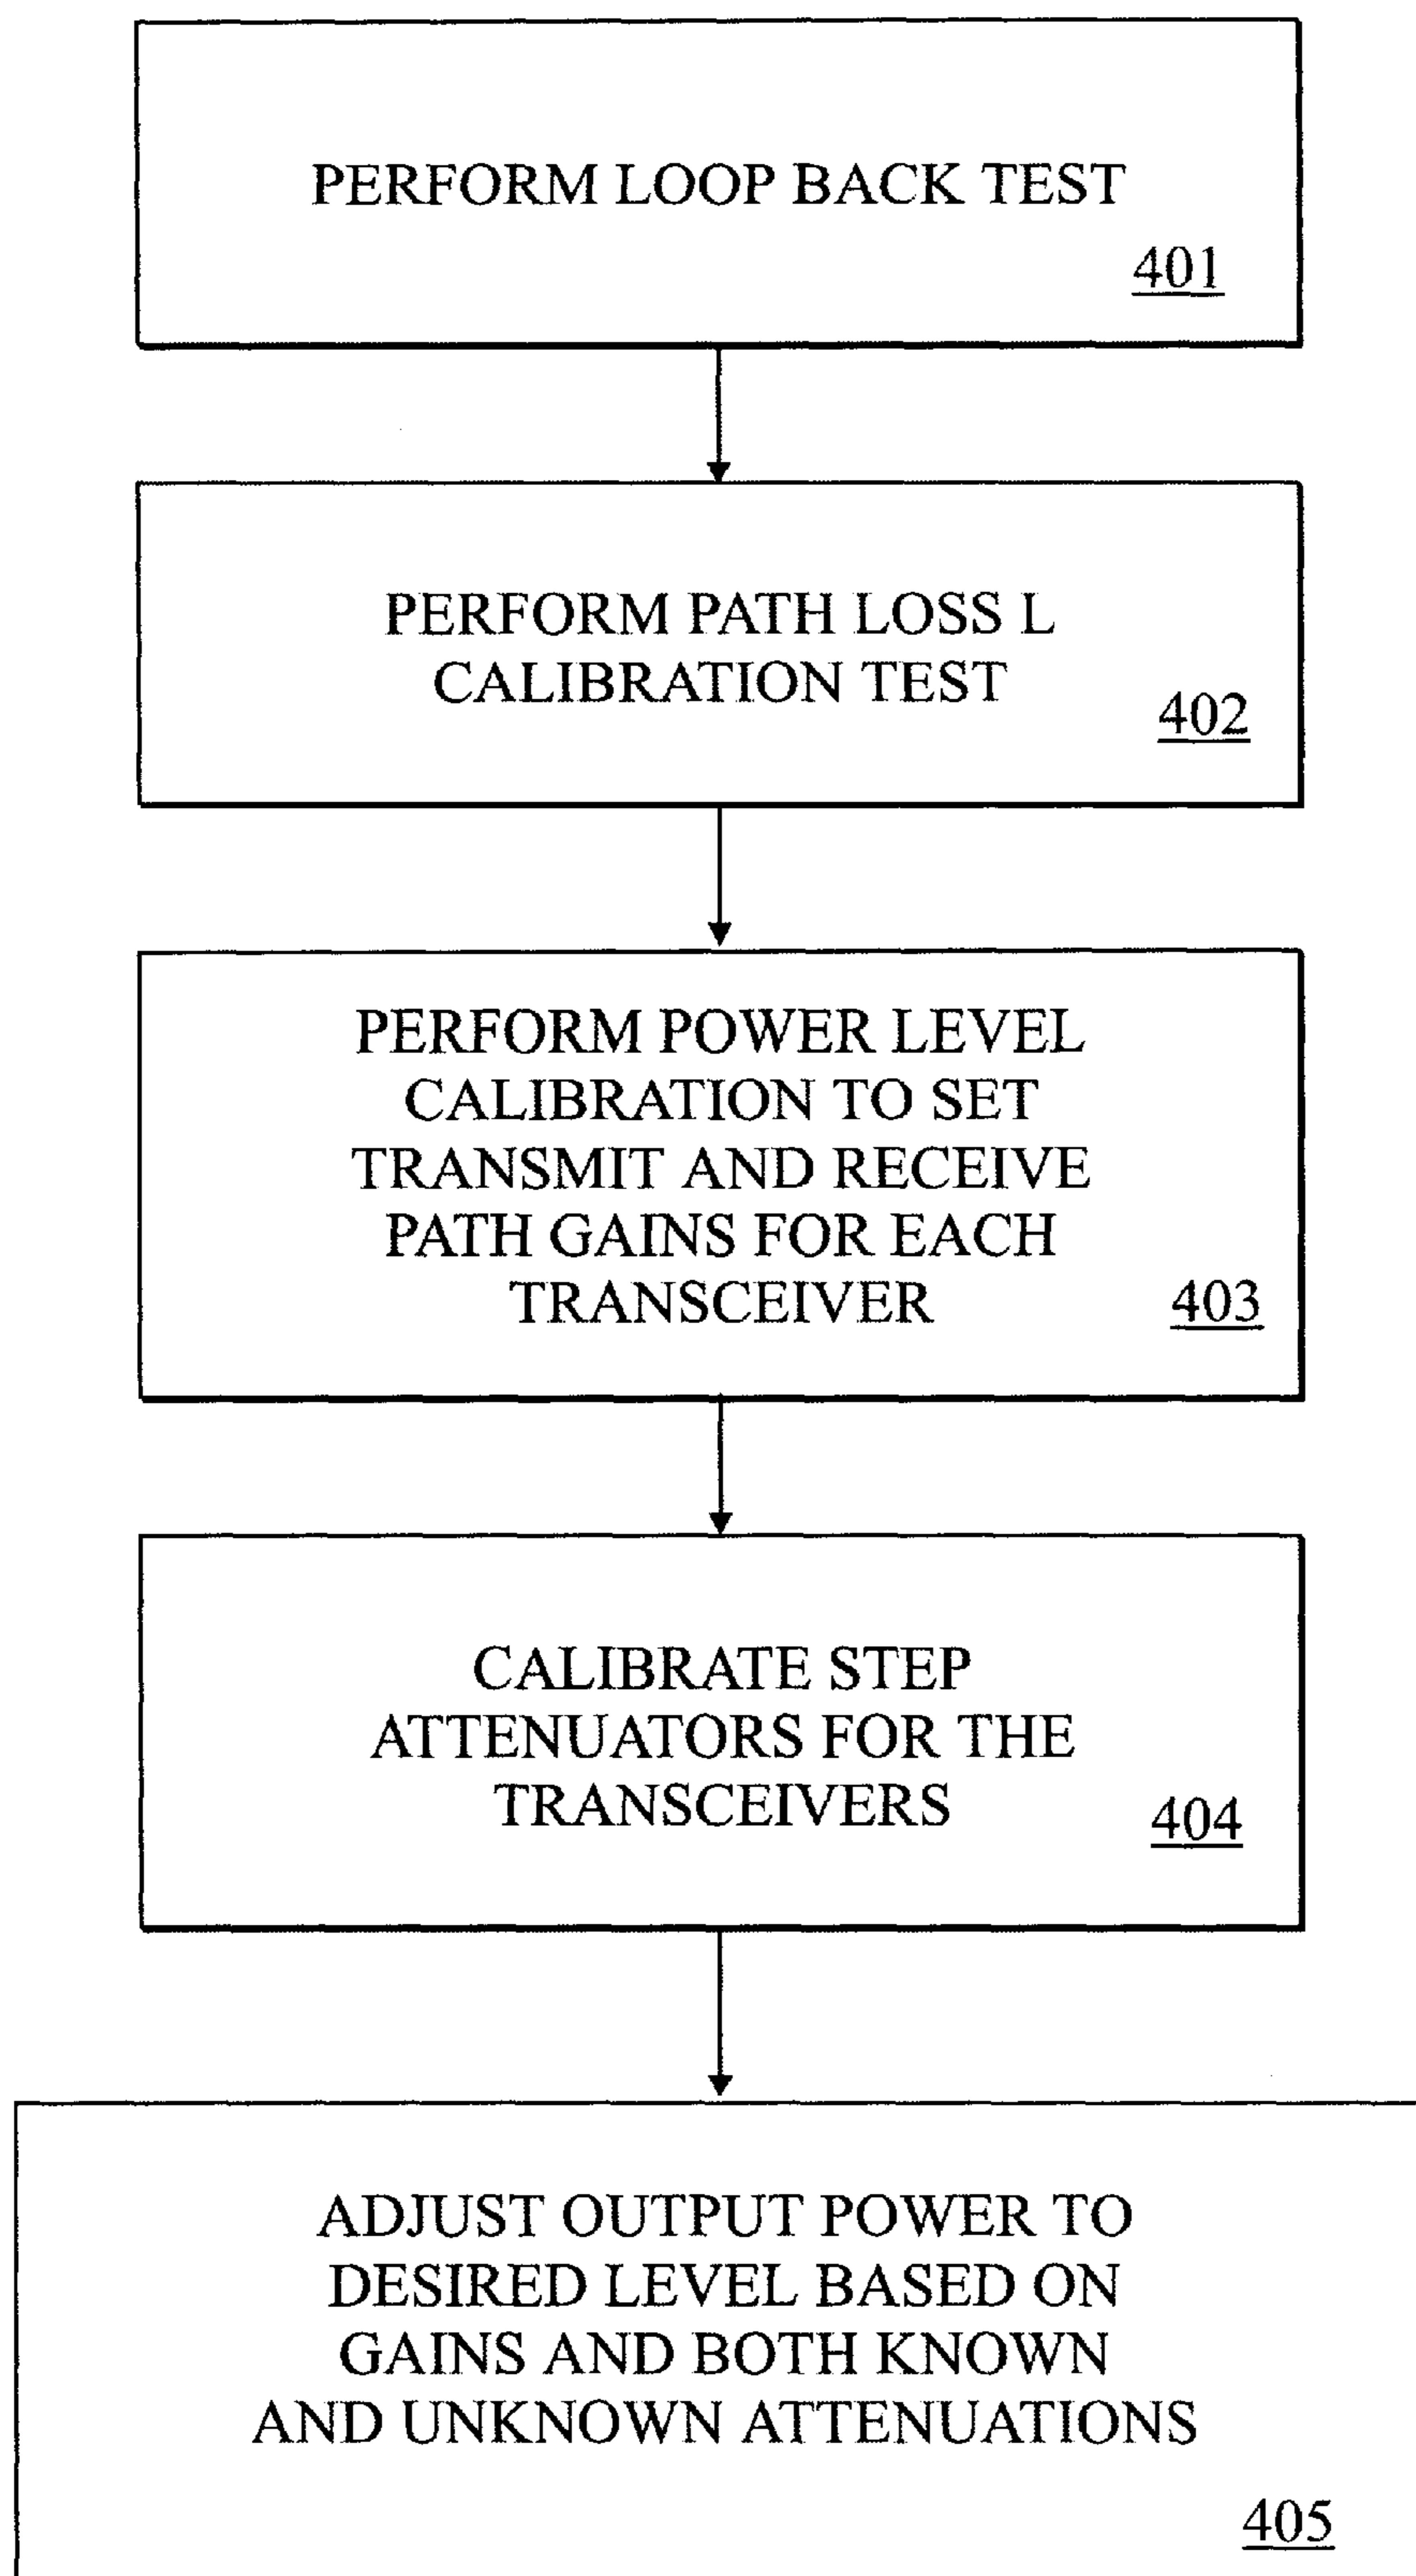 PERFORM LOOP BACK TEST
401
PERFORM PATH LOSS L
CALIBRATION TEST
402
PERFORM POWER LEVEL
CALIBRATION TO SET
TRANSMIT AND RECEIVE
PATH GAINS FOR EACH
TRANSCEIVER
403
CALIBRATE STEP
ATTENUATORS FOR THE
TRANSCEIVERS
404
ADJUST OUTPUT POWER TO
DESIRED LEVEL BASED ON
GAINS AND BOTH KNOWN
AND UNKNOWN ATTENUATIONS
405